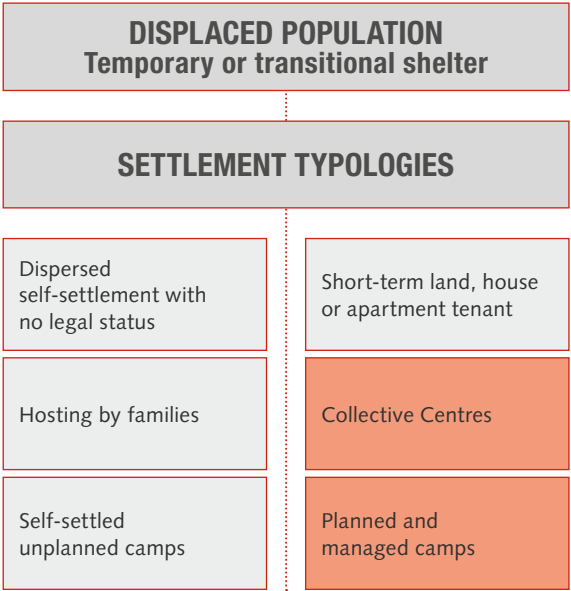 DISPLACED POPULATION
Temporary or transitional shelter
SETTLEMENT TYPOLOGIES
Dispersed
self-settlement with
no legal status
Short-term land, house
or apartment tenant
Hosting by families
Collective Centres
Self-settled
unplanned camps
Planned and
managed camps